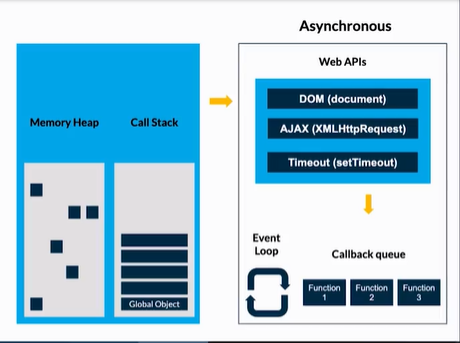 Asynchronous
Memory Heap
Call Stack
Global Object
Web APIs
DOM (document)
AJAX (XMLHttpRequest)
Timeout (setTimeout)
Event
Loop
Callback queue
Function
1
Function
2
Function
3